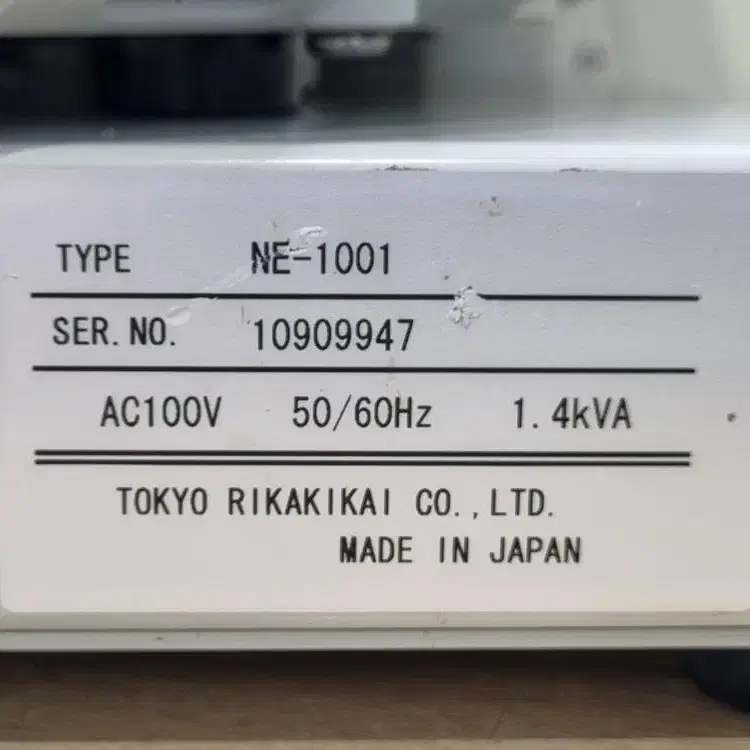 TYPE NE-1001
SER. NO. 10909947
AC100V 50/60Hz 1.4kVA
TOKYO RIKAKIKAI CO., LTD.
MADE IN JAPAN